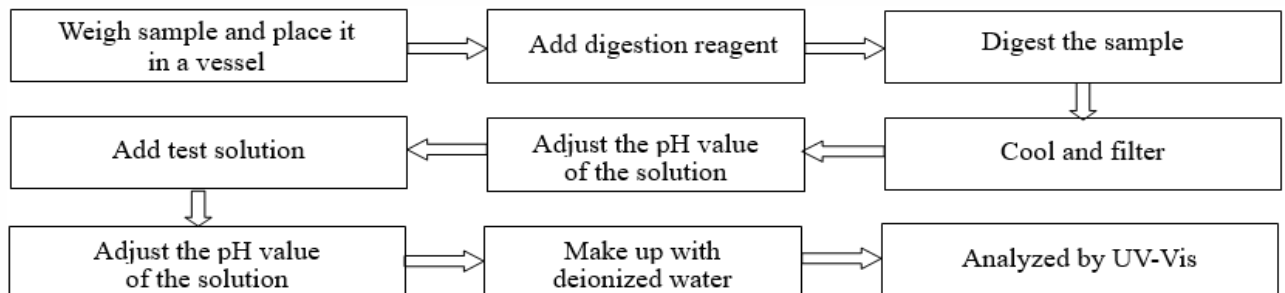 Weigh sample and place it
in a vessel
Add digestion reagent
Digest the sample
Cool and filter
Adjust the pH value
of the solution
Add test solution
Adjust the pH value
of the solution
Make up with
deionized water
Analyzed by UV-Vis